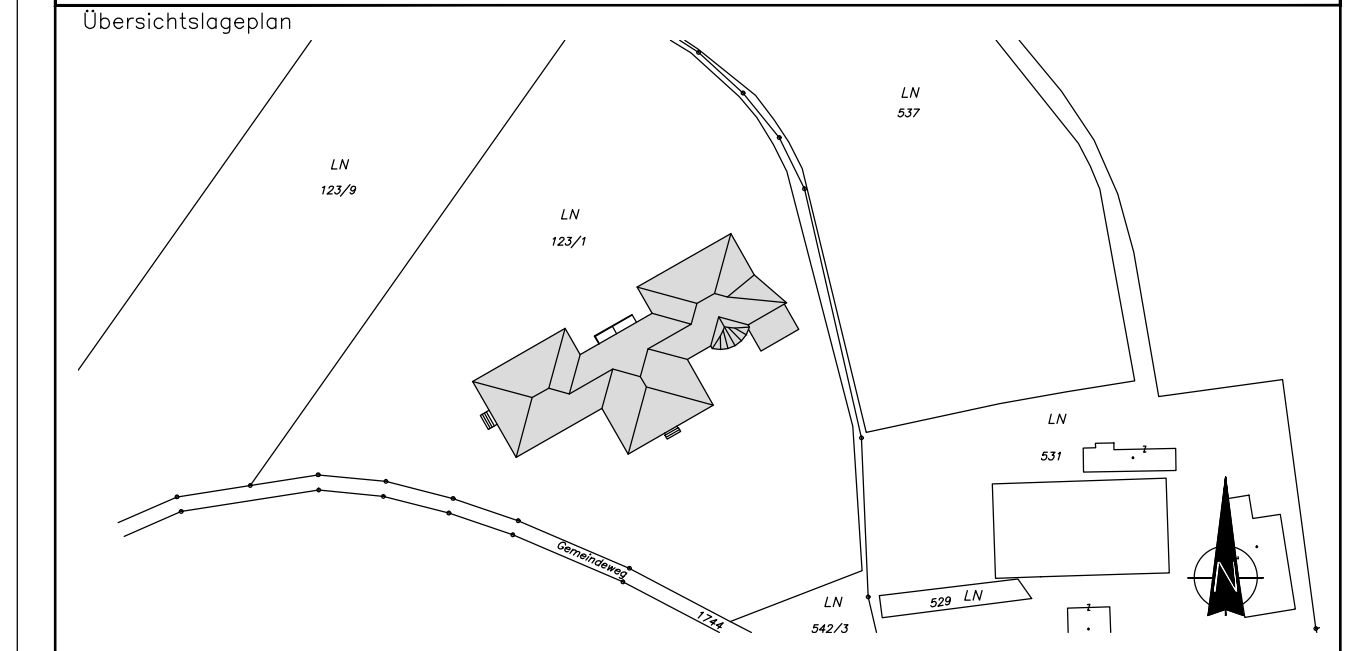 Übersichtslageplan
LN
537
LN
123/9
LN
123/1
LN
531
z
Gemeindeweg
1744
LN
542/3
529 LN
z
N